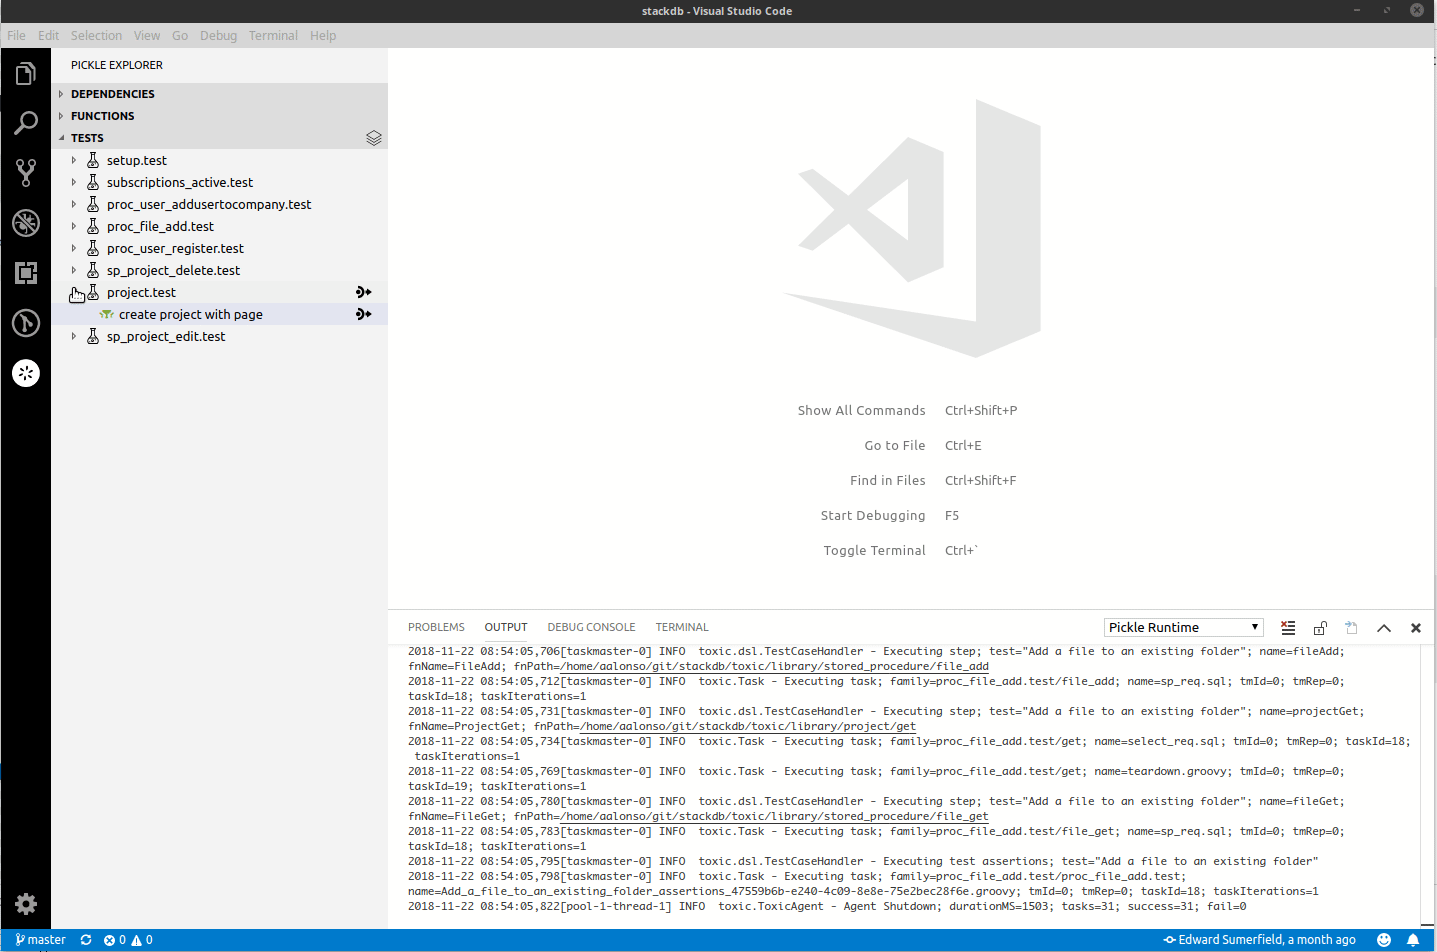 stackdb - Visual Studio Code
File Edit Selection View Go Debug Terminal Help
PICKLE EXPLORER
DEPENDENCIES
FUNCTIONS
TESTS
setup.test
subscriptions_active.test
proc_user_addusertocompany.test
proc_file_add.test
proc_user_register.test
sp_project_delete.test
project.test
create project with page
sp_project_edit.test
Show All Commands Ctrl+Shift+P
Go to File Ctrl+E
Find in Files Ctrl+Shift+F
Start Debugging F5
Toggle Terminal Ctrl+`
PROBLEMS OUTPUT DEBUG CONSOLE TERMINAL
Pickle Runtime
2018-11-22 08:54:05,706[taskmaster-0] INFO  toxic.dsl.TestCaseHandler - Executing step; test="Add a file to an existing folder"; name=fileAdd;
fnName=FileAdd; fnPath=/home/aalonso/git/stackdb/toxic/library/stored_procedure/file_add
2018-11-22 08:54:05,712[taskmaster-0] INFO  toxic.Task - Executing task; family=proc_file_add.test/file_add; name=sp_req.sql; tmId=0; tmRep=0;
taskId=18; taskIterations=1
2018-11-22 08:54:05,731[taskmaster-0] INFO  toxic.dsl.TestCaseHandler - Executing step; test="Add a file to an existing folder"; name=projectGet;
fnName=ProjectGet; fnPath=/home/aalonso/git/stackdb/toxic/library/project/get
2018-11-22 08:54:05,734[taskmaster-0] INFO  toxic.Task - Executing task; family=proc_file_add.test/get; name=select_req.sql; tmId=0; tmRep=0; taskId=18;
taskIterations=1
2018-11-22 08:54:05,769[taskmaster-0] INFO  toxic.Task - Executing task; family=proc_file_add.test/get; name=teardown.groovy; tmId=0; tmRep=0;
taskId=19; taskIterations=1
2018-11-22 08:54:05,780[taskmaster-0] INFO  toxic.dsl.TestCaseHandler - Executing step; test="Add a file to an existing folder"; name=fileGet;
fnName=FileGet; fnPath=/home/aalonso/git/stackdb/toxic/library/stored_procedure/file_get
2018-11-22 08:54:05,783[taskmaster-0] INFO  toxic.Task - Executing task; family=proc_file_add.test/file_get; name=sp_req.sql; tmId=0; tmRep=0;
taskId=18; taskIterations=1
2018-11-22 08:54:05,795[taskmaster-0] INFO  toxic.dsl.TestCaseHandler - Executing test assertions; test="Add a file to an existing folder"
2018-11-22 08:54:05,798[taskmaster-0] INFO  toxic.Task - Executing task; family=proc_file_add.test/proc_file_add.test;
name=Add_a_file_to_an_existing_folder_assertions_47559b6b-e240-4c09-8e8e-75e2bec28f6e.groovy; tmId=0; tmRep=0; taskId=18; taskIterations=1
2018-11-22 08:54:05,822[pool-1-thread-1] INFO  toxic.ToxicAgent - Agent Shutdown; durationMS=1503; tasks=31; success=31; fail=0
master 0 0 Edward Sumerfield, a month ago